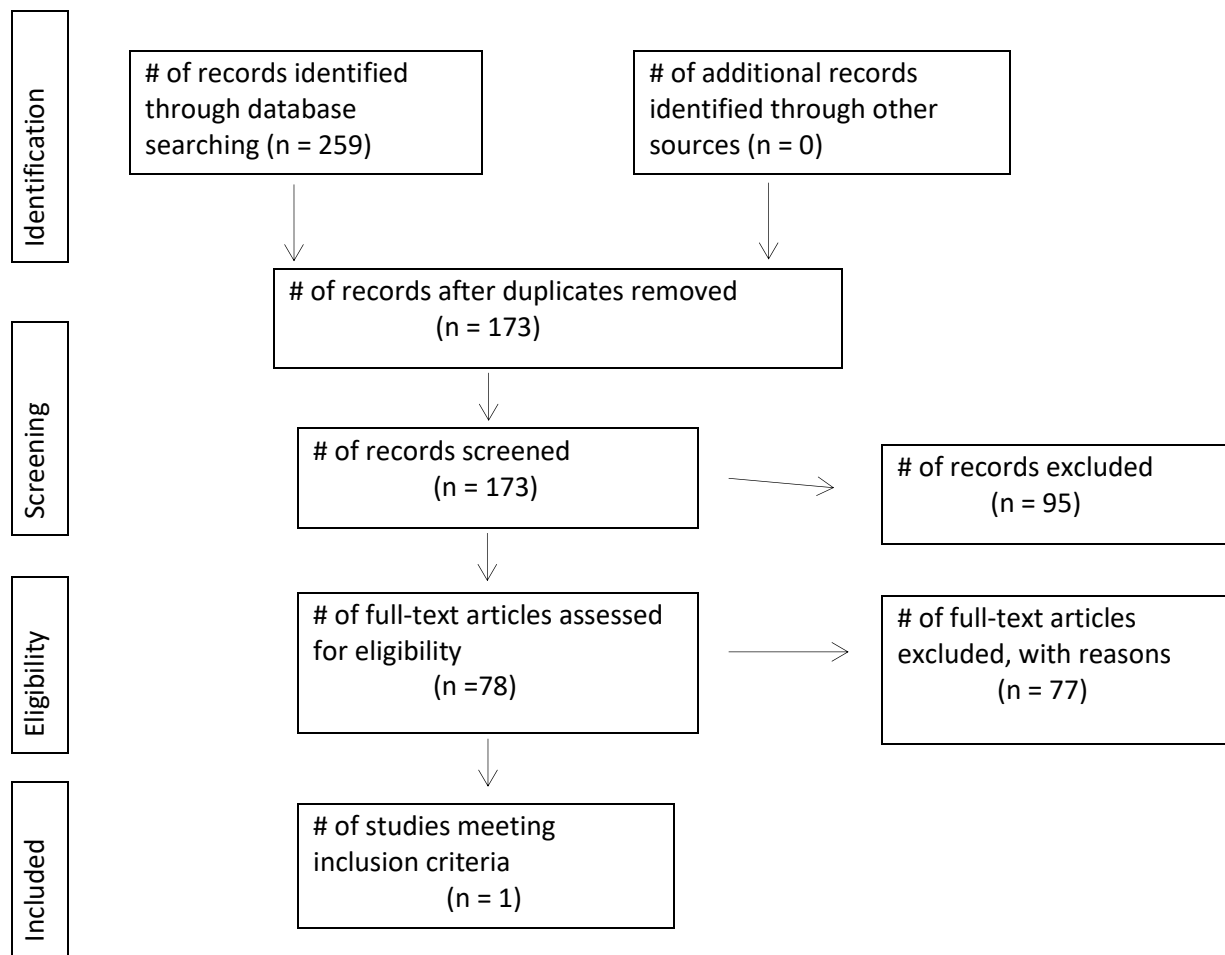 Identification
# of records identified
through database
searching (n = 259)
# of additional records
identified through other
sources (n = 0)
# of records after duplicates removed
(n = 173)
Screening
# of records screened
(n = 173)
# of records excluded
(n = 95)
Eligibility
# of full-text articles assessed
for eligibility
(n =78)
# of full-text articles
excluded, with reasons
(n = 77)
Included
# of studies meeting
inclusion criteria
(n = 1)